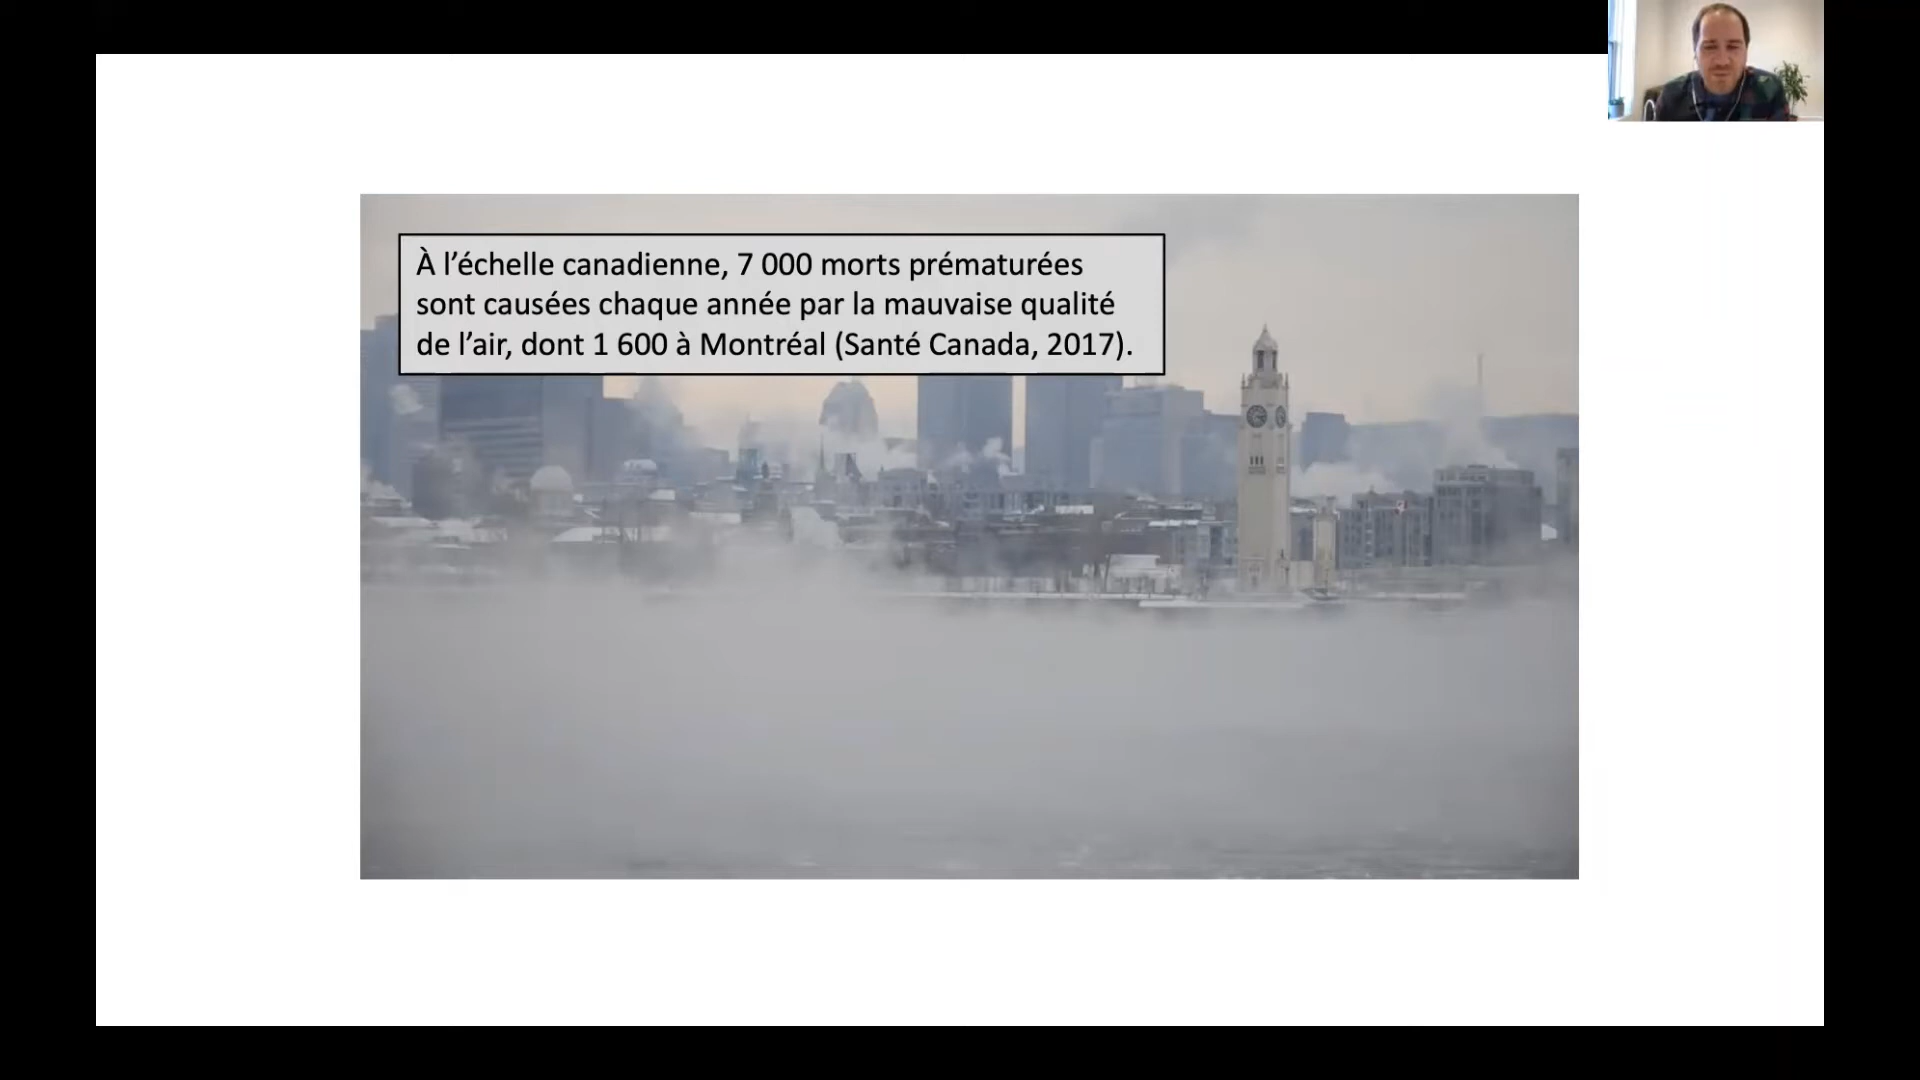 À l’échelle canadienne, 7 000 morts prématurées
sont causées chaque année par la mauvaise qualité
de l’air, dont 1 600 à Montréal (Santé Canada, 2017).